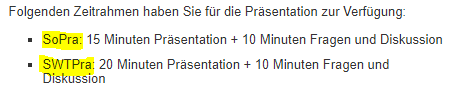 Folgenden Zeitrahmen haben Sie für die Präsentation zur Verfügung:
▪ SoPra: 15 Minuten Präsentation + 10 Minuten Fragen und Diskussion
▪ SWTPra: 20 Minuten Präsentation + 10 Minuten Fragen und
Diskussion